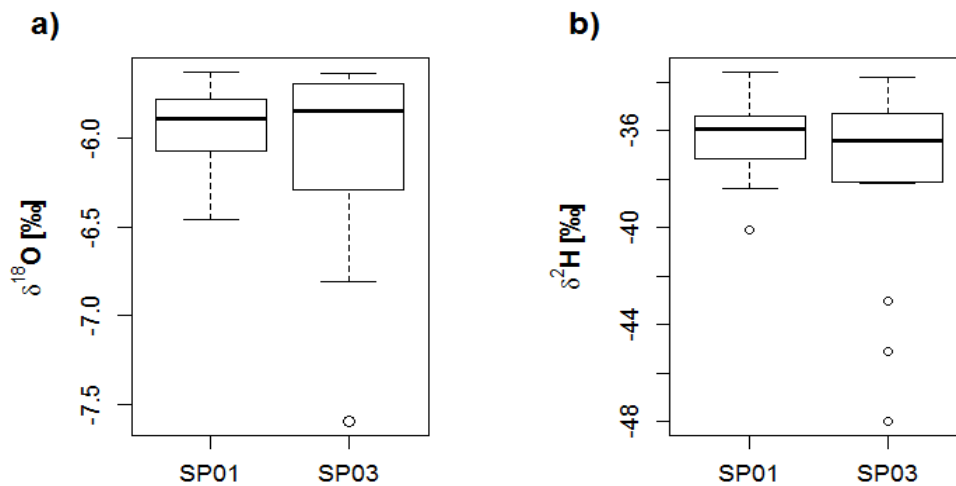 a)
δ18O [‰]
-6.0
-6.5
-7.0
-7.5
SP01 SP03
b)
δ2H [‰]
-36
-40
-44
-48
SP01 SP03